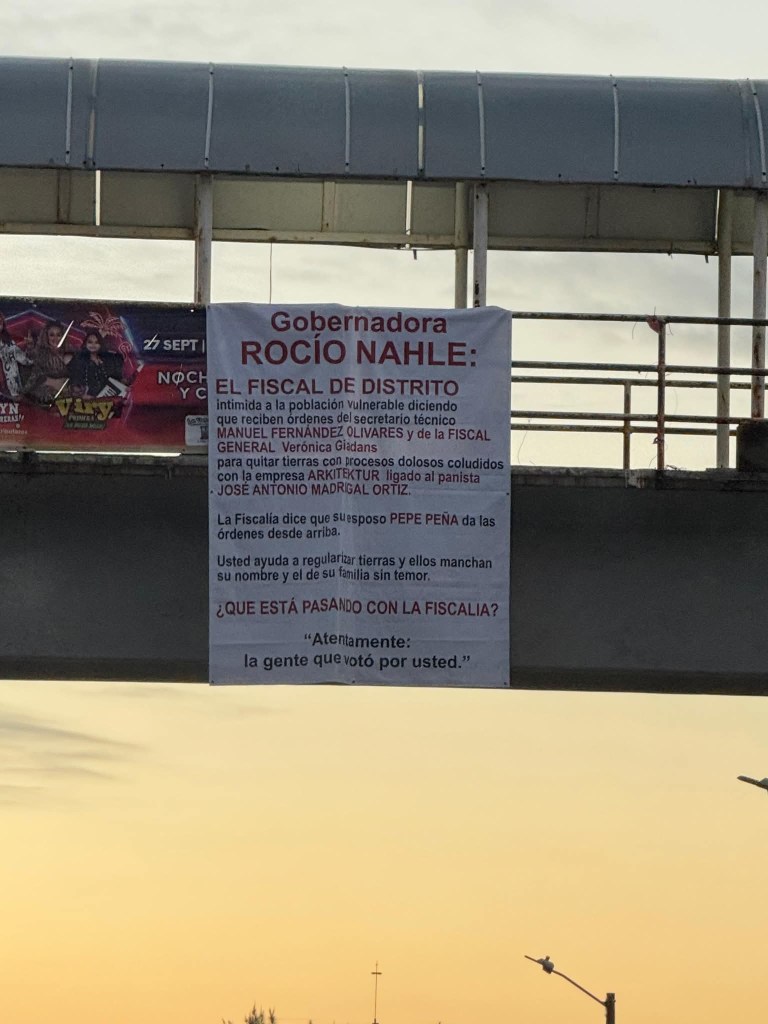 Gobernadora
ROCÍO NAHLE:
EL FISCAL DE DISTRITO
intimida a la población vulnerable diciendo
que reciben órdenes del secretario técnico
MANUEL FERNÁNDEZ OLIVARES y de la FISCAL
GENERAL Verónica Giadans
para quitar tierras con procesos dolosos coludidos
con la empresa ARKITEKTUR ligado al panista
JOSÉ ANTONIO MADRIGAL ORTIZ.
La Fiscalía dice que su esposo PEPE PEÑA da las
órdenes desde arriba.
Usted ayuda a regularizar tierras y ellos manchan
su nombre y el de su familia sin temor.
¿QUE ESTÁ PASANDO CON LA FISCALIA?
“Atentamente:
la gente que votó por usted.”
27 SEPT
NOCH
Y C
YN
Viry